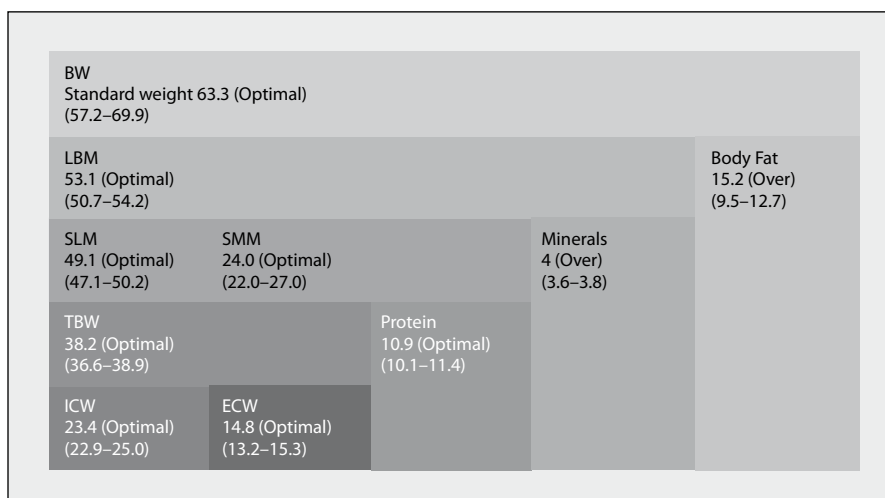 BW
Standard weight 63.3 (Optimal)
(57.2–69.9)
LBM
53.1 (Optimal)
(50.7–54.2)
Body Fat
15.2 (Over)
(9.5–12.7)
SLM
49.1 (Optimal)
(47.1–50.2)
SMM
24.0 (Optimal)
(22.0–27.0)
Minerals
4 (Over)
(3.6–3.8)
TBW
38.2 (Optimal)
(36.6–38.9)
Protein
10.9 (Optimal)
(10.1–11.4)
ICW
23.4 (Optimal)
(22.9–25.0)
ECW
14.8 (Optimal)
(13.2–15.3)